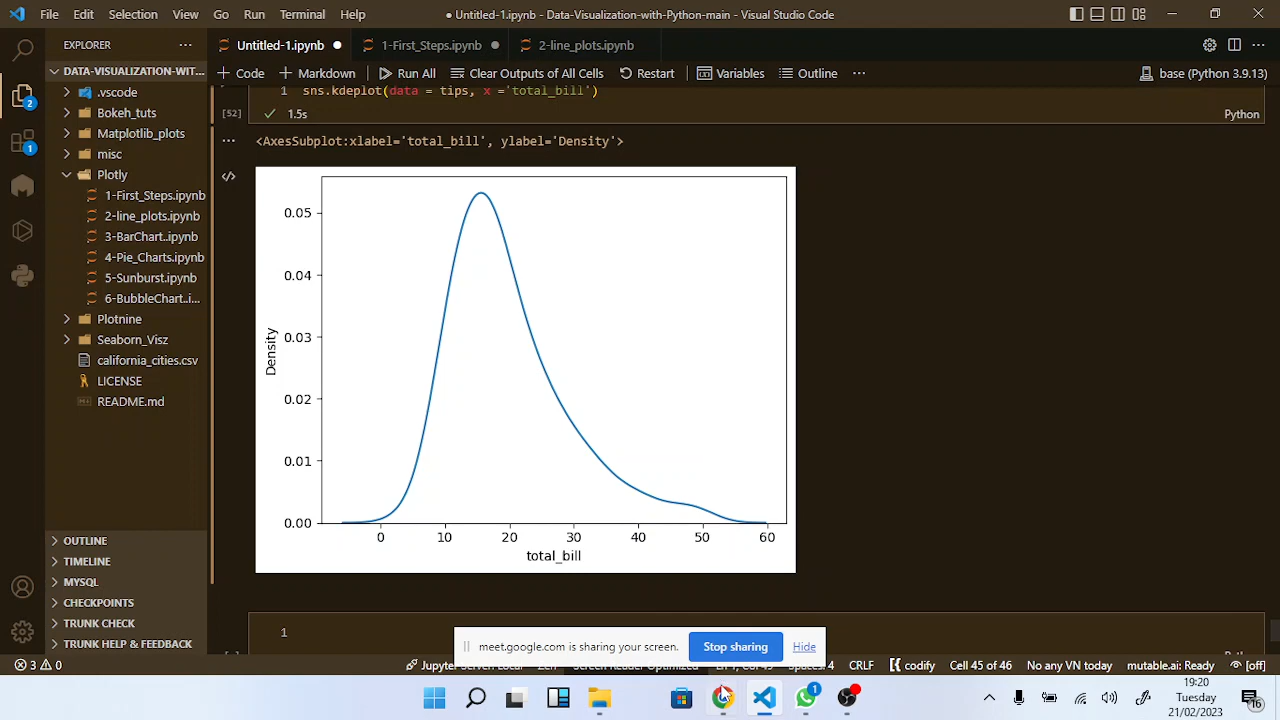 File Edit Selection View Go Run Terminal Help
● Untitled-1.ipynb - Data-Visualization-with-Python-main - Visual Studio Code
EXPLORER
Untitled-1.ipynb
1-First_Steps.ipynb
2-line_plots.ipynb
DATA-VISUALIZATION-WIT...
Code Markdown Run All Clear Outputs of All Cells Restart Variables Outline
base (Python 3.9.13)
.vscode
Bokeh_tuts
Matplotlib_plots
misc
Plotly
1-First_Steps.ipynb
2-line_plots.ipynb
3-BarChart..ipynb
4-Pie_Charts.ipynb
5-Sunburst.ipynb
6-BubbleChart..i...
Plotnine
Seaborn_Visz
california_cities.csv
LICENSE
README.md
OUTLINE
TIMELINE
MYSQL
CHECKPOINTS
TRUNK CHECK
TRUNK HELP & FEEDBACK
2
1
1 sns.kdeplot(data = tips, x ='total_bill')
[52] 1.5s
Python
<AxesSubplot:xlabel='total_bill', ylabel='Density'>
0.05
0.04
0.03
0.02
0.01
0.00
Density
0 10 20 30 40 50 60
total_bill
1
meet.google.com is sharing your screen. Stop sharing Hide
3 0
CRLF codify Cell 45 of 46 No any VN today mutable.ai: Ready [off]
1
19:20
Tuesday
21/02/2023
16